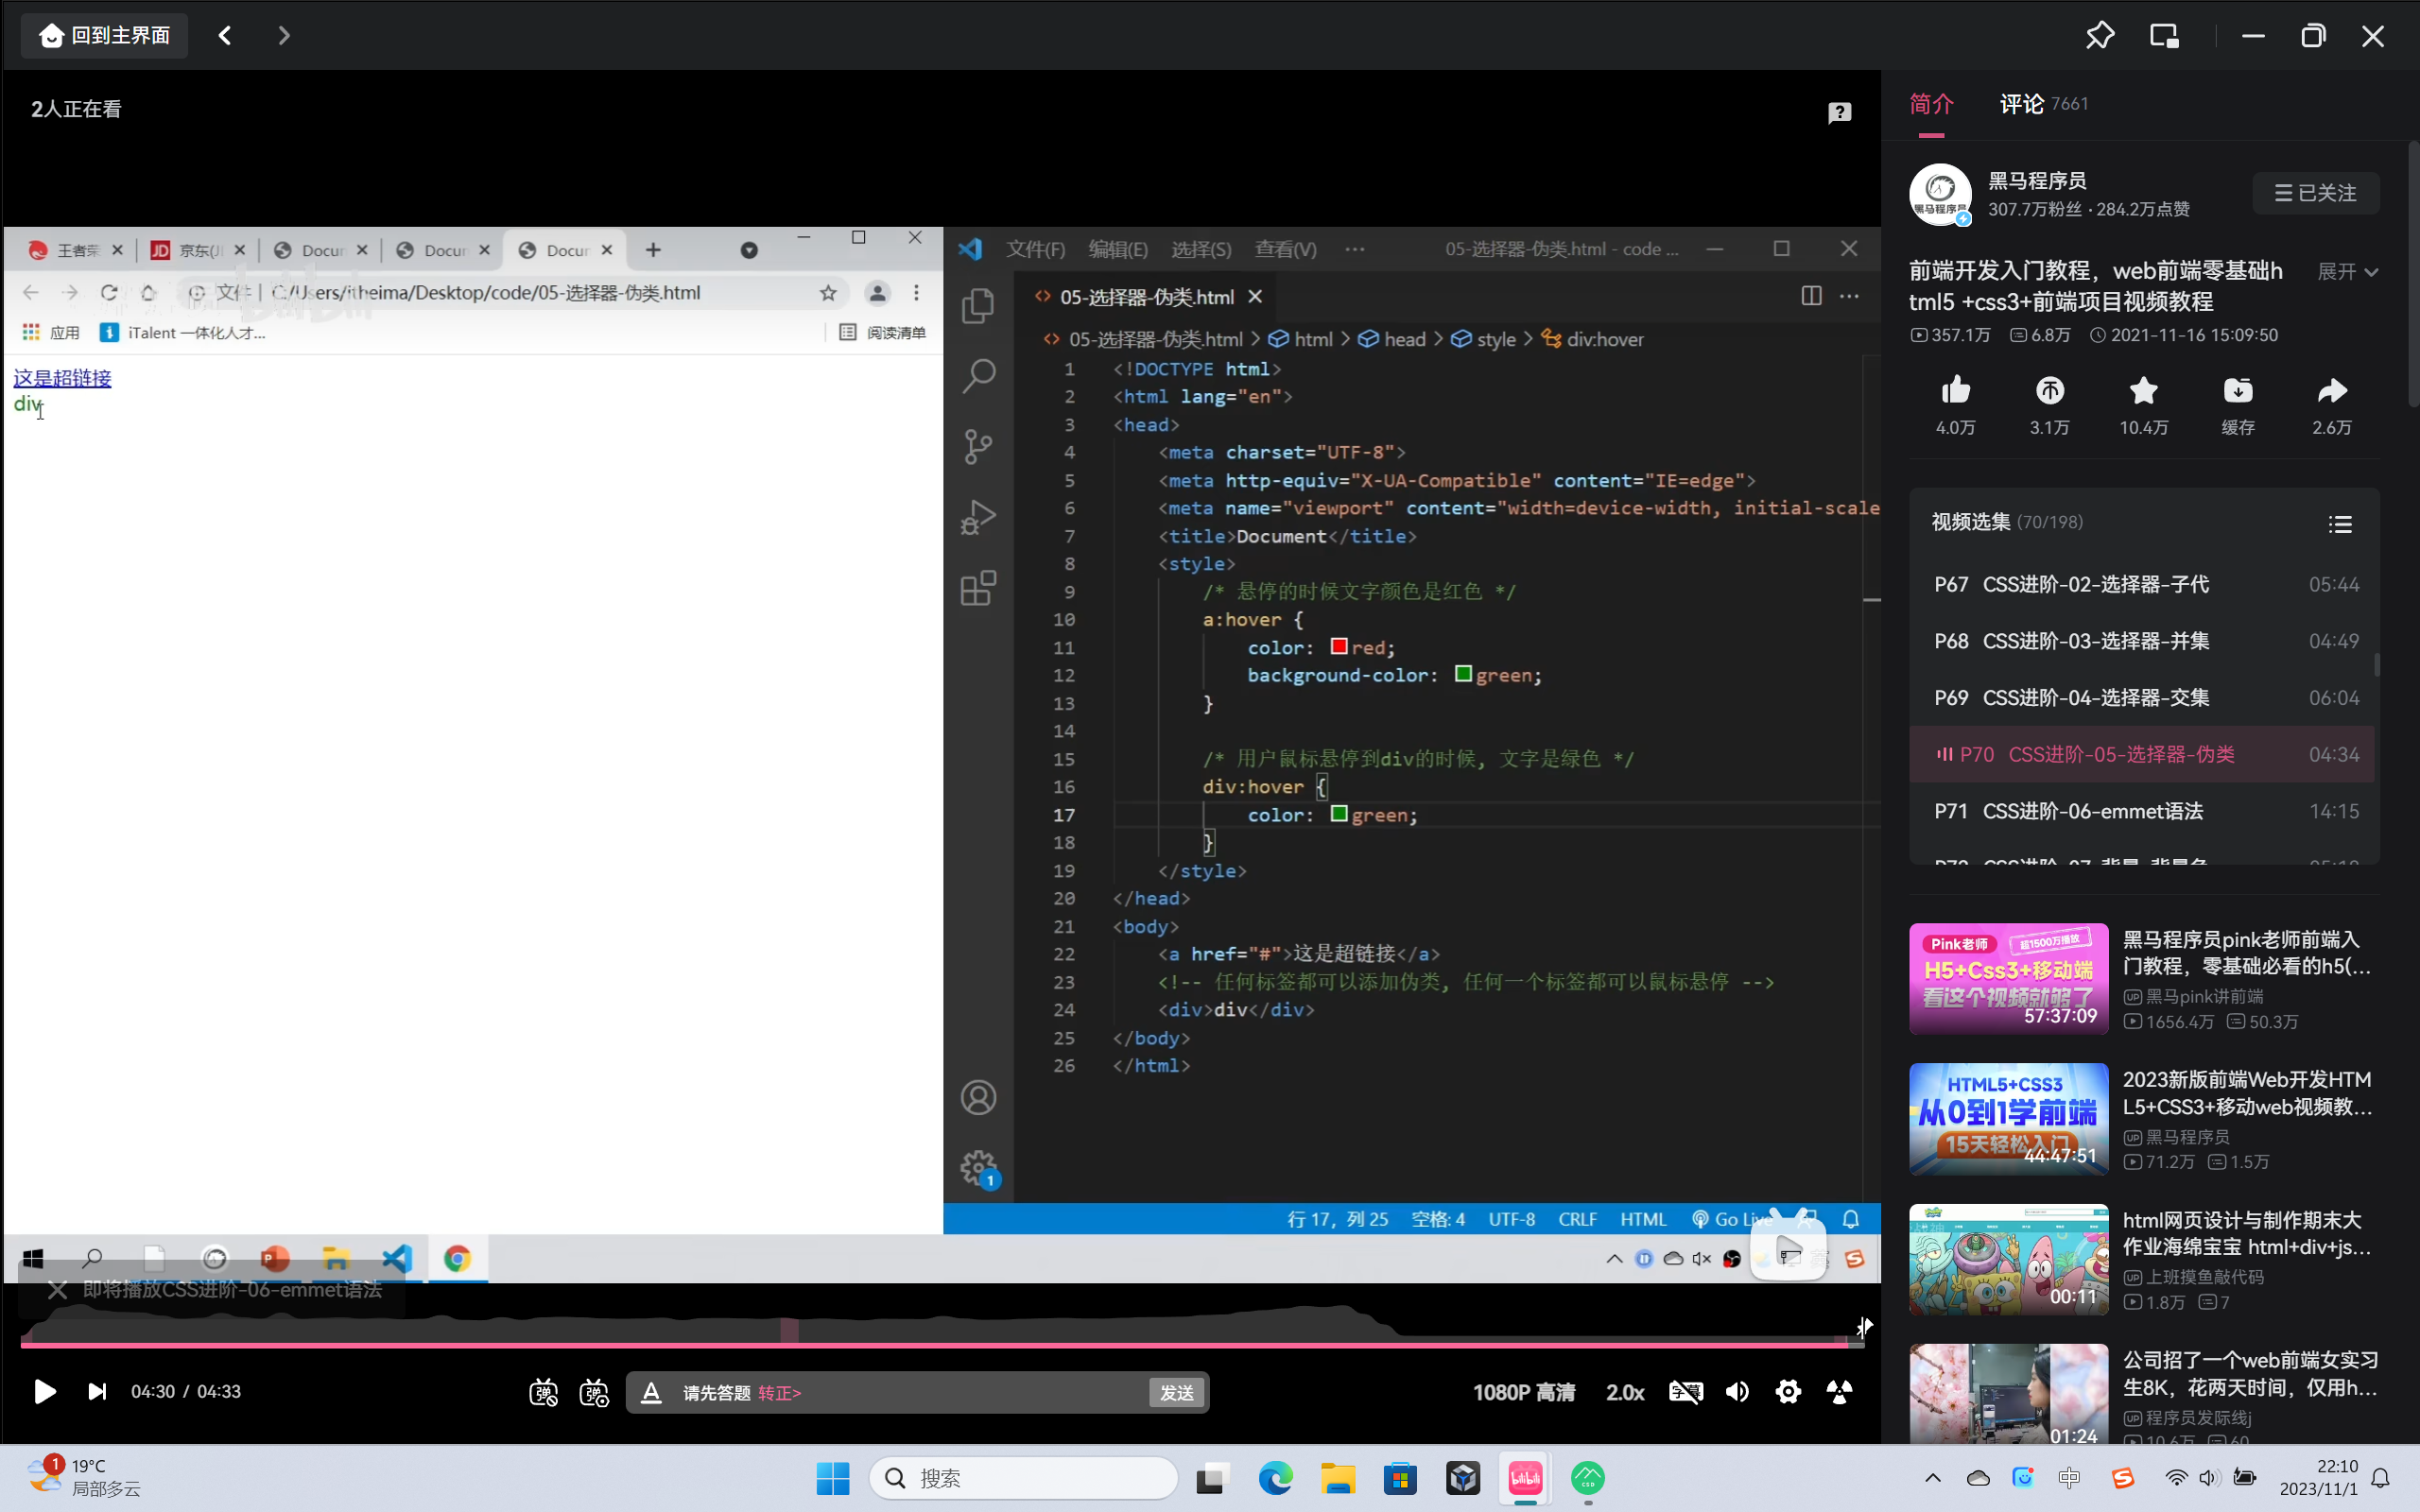 回到主界面
2人正在看
王者荣
京东(JI
Docur
Docur
Docur
文件 | C:/Users/itheima/Desktop/code/05-选择器-伪类.html
应用
iTalent 一体化人才...
阅读清单
这是超链接
div
文件(F) 编辑(E) 选择(S) 查看(V) ··· 05-选择器-伪类.html - code ...
05-选择器-伪类.html
05-选择器-伪类.html > html > head > style > div:hover
1 <!DOCTYPE html>
2 <html lang="en">
3 <head>
4 <meta charset="UTF-8">
5 <meta http-equiv="X-UA-Compatible" content="IE=edge">
6 <meta name="viewport" content="width=device-width, initial-scale
7 <title>Document</title>
8 <style>
9 /* 悬停的时候文字颜色是红色 */
10 a:hover {
11 color: red;
12 background-color: green;
13 }
14
15 /* 用户鼠标悬停到div的时候, 文字是绿色 */
16 div:hover {
17 color: green;
18 }
19 </style>
20 </head>
21 <body>
22 <a href="#">这是超链接</a>
23 <!-- 任何标签都可以添加伪类, 任何一个标签都可以鼠标悬停 -->
24 <div>div</div>
25 </body>
26 </html>
1
行 17, 列 25 空格: 4 UTF-8 CRLF HTML Go Live
即将播放CSS进阶-06-emmet语法
04:30 / 04:33
请先答题 转正>
发送
1080P 高清
2.0x
字幕
简介
评论 7661
黑马程序员
307.7万粉丝 · 284.2万点赞
已关注
前端开发入门教程，web前端零基础h
tml5 +css3+前端项目视频教程
展开
357.1万 6.8万 2021-11-16 15:09:50
4.0万 3.1万 10.4万 缓存 2.6万
视频选集 (70/198)
P67 CSS进阶-02-选择器-子代 05:44
P68 CSS进阶-03-选择器-并集 04:49
P69 CSS进阶-04-选择器-交集 06:04
P70 CSS进阶-05-选择器-伪类 04:34
P71 CSS进阶-06-emmet语法 14:15
Pink老师
超1500万播放
H5+Css3+移动端
看这个视频就够了
57:37:09
黑马程序员pink老师前端入
门教程，零基础必看的h5(...
黑马pink讲前端
1656.4万 50.3万
HTML5+CSS3
从0到1学前端
15天轻松入门
44:47:51
2023新版前端Web开发HTM
L5+CSS3+移动web视频教...
黑马程序员
71.2万 1.5万
00:11
html网页设计与制作期末大
作业海绵宝宝 html+div+js...
上班摸鱼敲代码
1.8万 7
01:24
公司招了一个web前端女实习
生8K，花两天时间，仅用h...
程序员发际线j
10.6万 60
1
19°C
局部多云
搜索
中
22:10
2023/11/1